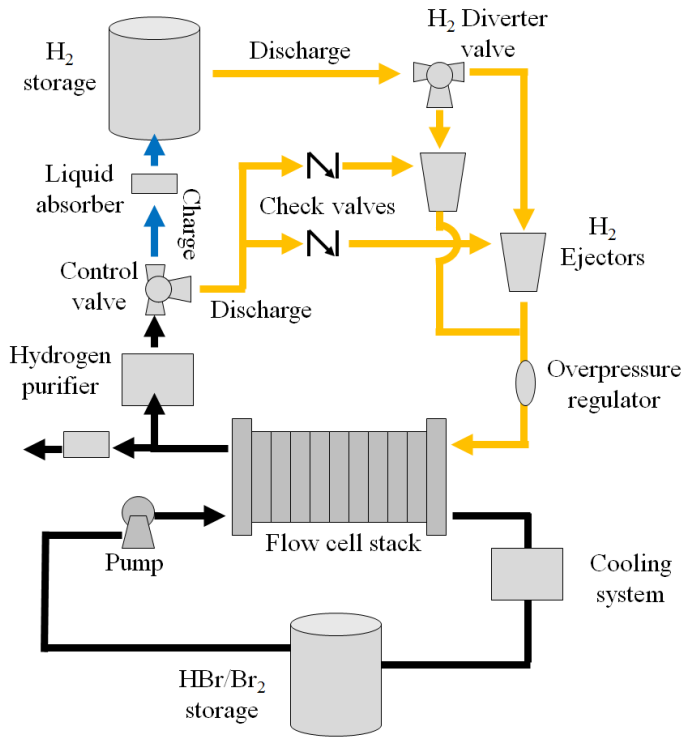 H₂
storage
Discharge
H₂ Diverter
valve
Liquid
absorber
Charge
Check valves
H₂
Ejectors
Control
valve
Discharge
Hydrogen
purifier
Overpressure
regulator
Flow cell stack
Pump
Cooling
system
HBr/Br₂
storage